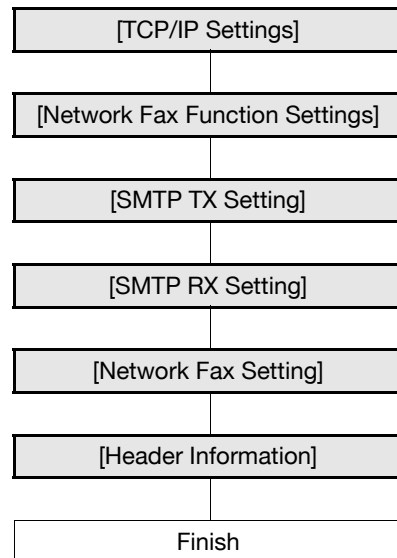 [TCP/IP Settings]
[Network Fax Function Settings]
[SMTP TX Setting]
[SMTP RX Setting]
[Network Fax Setting]
[Header Information]
Finish